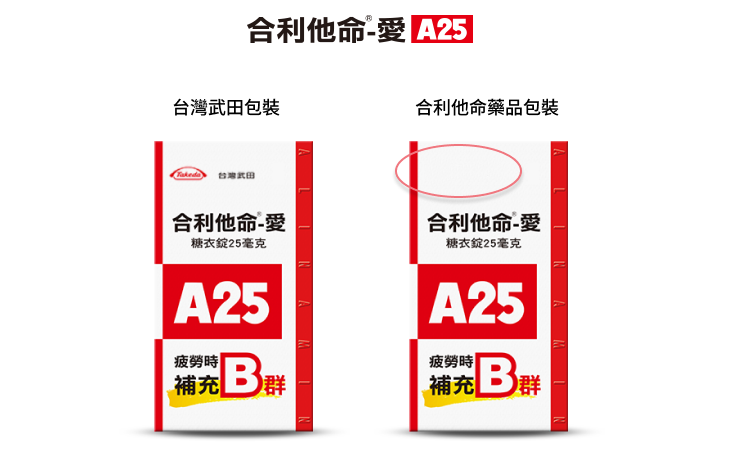 合利他命®-愛 A25
台灣武田包裝
合利他命藥品包裝
Takeda 台灣武田
合利他命®-愛
糖衣錠25毫克
A25
疲勞時
補充B群
ALINAMIN
合利他命®-愛
糖衣錠25毫克
A25
疲勞時
補充B群
ALINAMIN